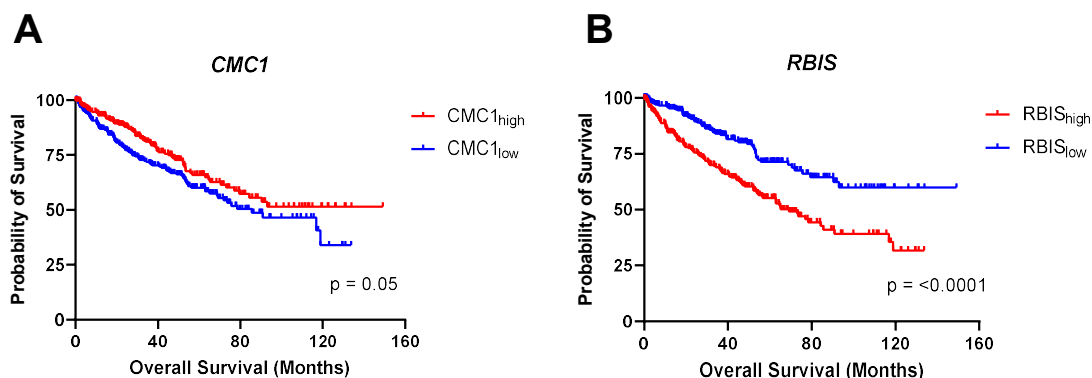 A
CMC1
Probability of Survival
100
75
50
25
0
0 40 80 120 160
Overall Survival (Months)
CMC1high
CMC1low
p = 0.05
B
RBIS
Probability of Survival
100
75
50
25
0
0 40 80 120 160
Overall Survival (Months)
RBIShigh
RBISlow
p = <0.0001